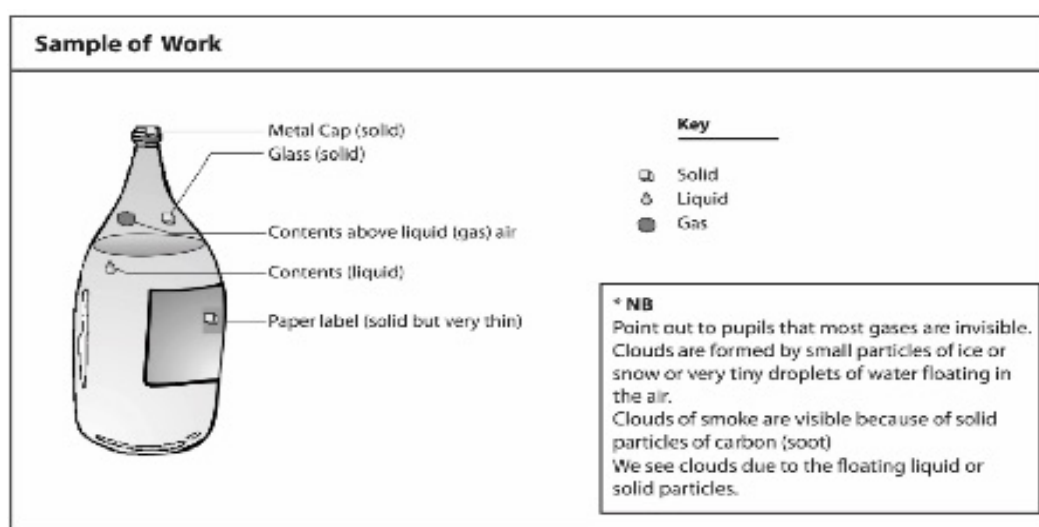 Sample of Work
Metal Cap (solid)
Glass (solid)
Contents above liquid (gas) air
Contents (liquid)
Paper label (solid but very thin)
Key
Solid
Liquid
Gas
* NB
Point out to pupils that most gases are invisible.
Clouds are formed by small particles of ice or
snow or very tiny droplets of water floating in
the air.
Clouds of smoke are visible because of solid
particles of carbon (soot)
We see clouds due to the floating liquid or
solid particles.